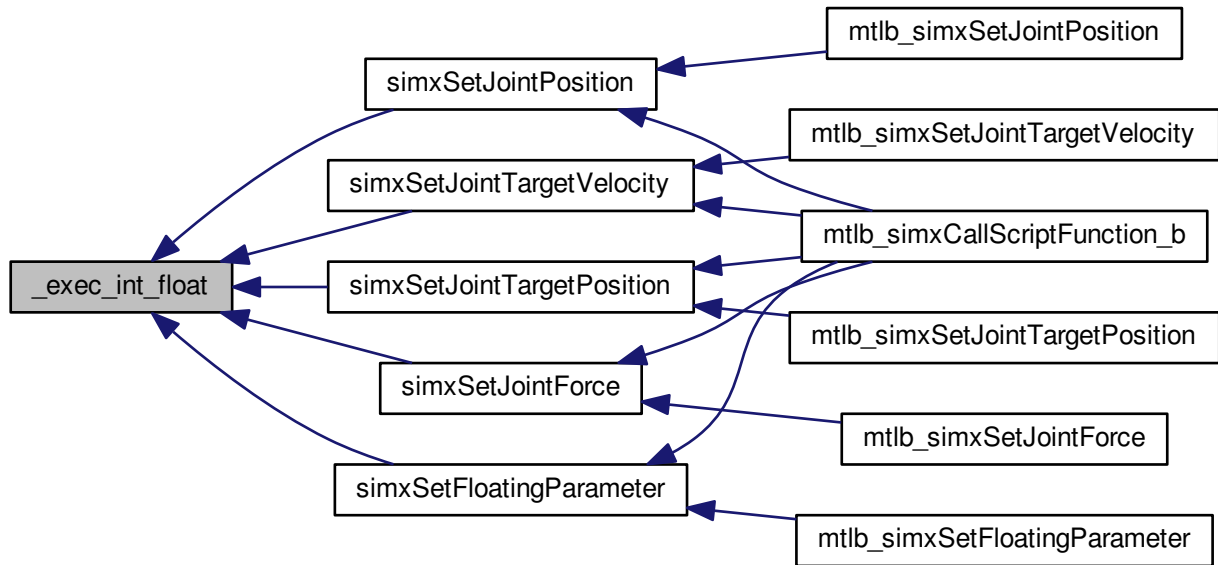 _exec_int_float
simxSetJointPosition
simxSetJointTargetVelocity
simxSetJointTargetPosition
simxSetJointForce
simxSetFloatingParameter
mtlb_simxSetJointPosition
mtlb_simxSetJointTargetVelocity
mtlb_simxCallScriptFunction_b
mtlb_simxSetJointTargetPosition
mtlb_simxSetJointForce
mtlb_simxSetFloatingParameter